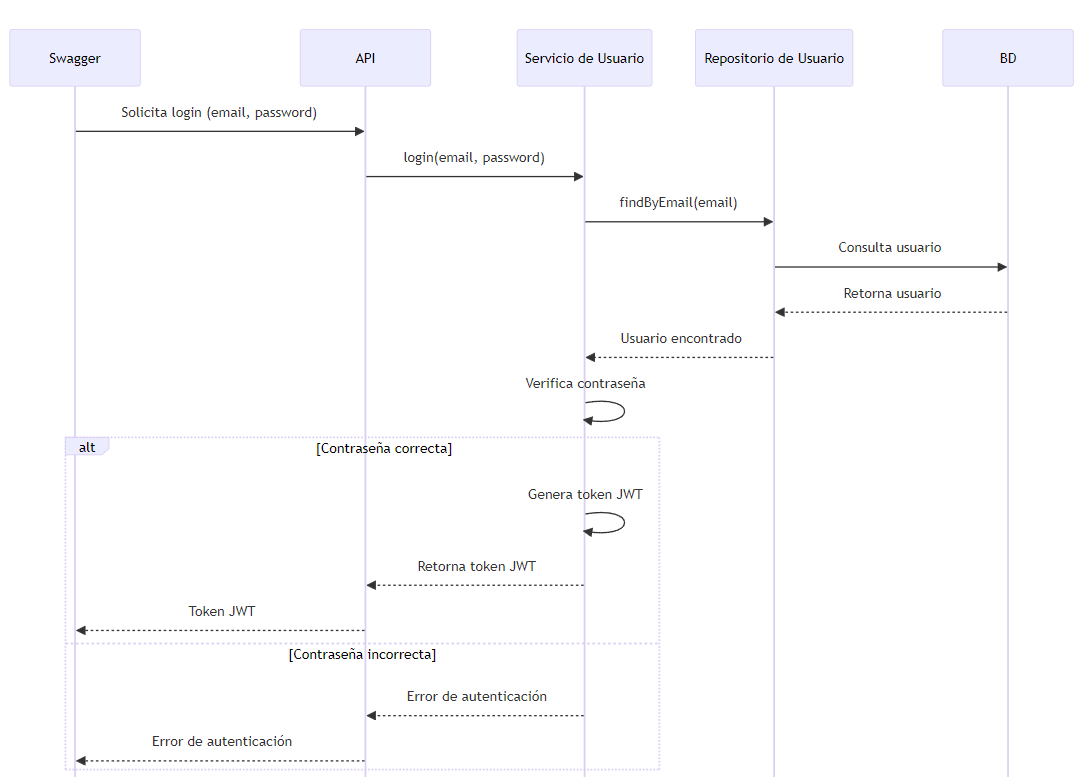 Swagger
API
Servicio de Usuario
Repositorio de Usuario
BD
Solicita login (email, password)
login(email, password)
findByEmail(email)
Consulta usuario
Retorna usuario
Usuario encontrado
Verifica contraseña
alt
[Contraseña correcta]
Genera token JWT
Retorna token JWT
Token JWT
[Contraseña incorrecta]
Error de autenticación
Error de autenticación